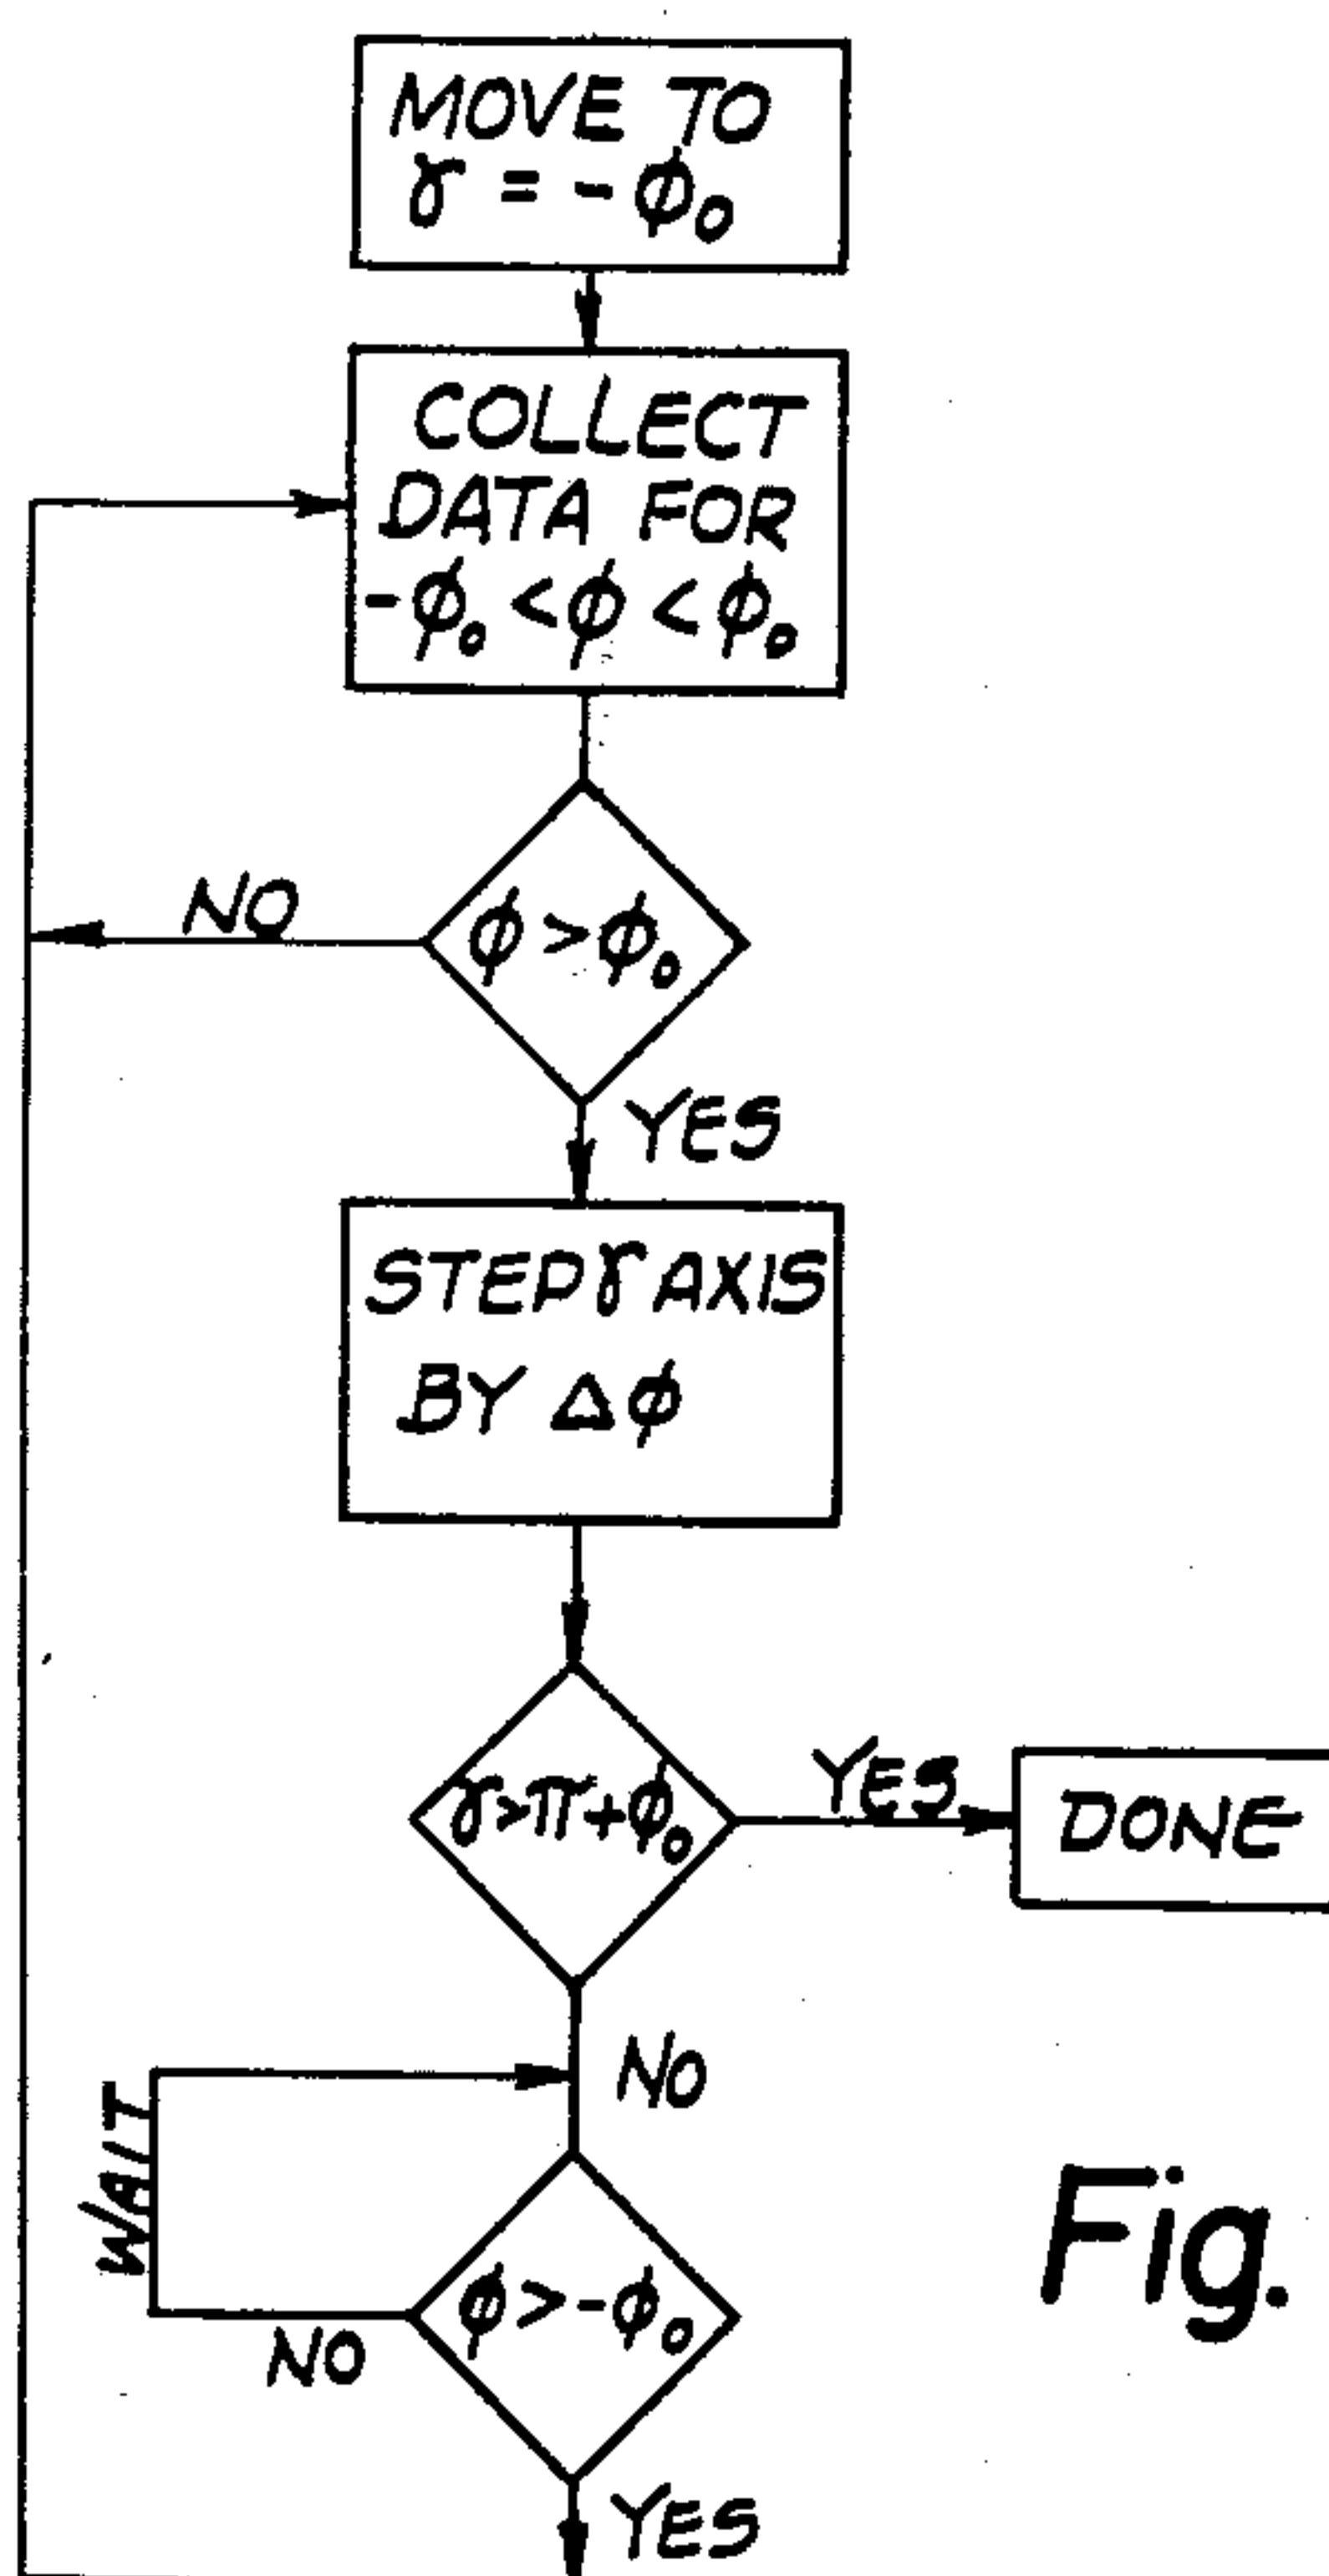 MOVE TO
γ = - ϕ₀
COLLECT
DATA FOR
-ϕ₀ < ϕ < ϕ₀
NO
ϕ > ϕ₀
YES
STEP γ AXIS
BY Δϕ
γ > π + ϕ₀
YES
DONE
NO
WAIT
ϕ > -ϕ₀
NO
YES
Fig.